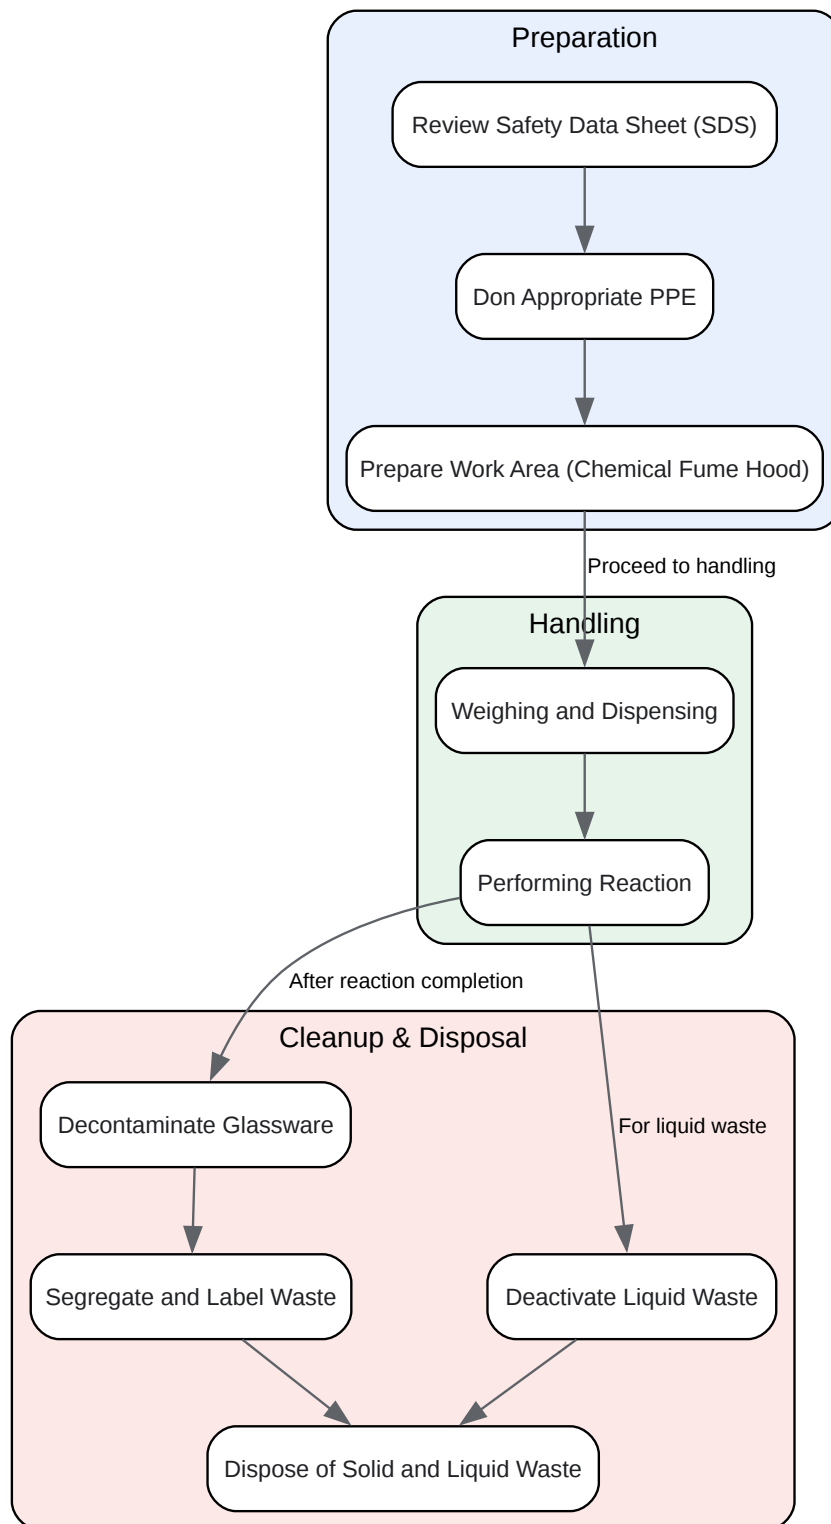 Preparation
Review Safety Data Sheet (SDS)
Don Appropriate PPE
Prepare Work Area (Chemical Fume Hood)
Proceed to handling
Handling
Weighing and Dispensing
Performing Reaction
After reaction completion
Cleanup & Disposal
Decontaminate Glassware
For liquid waste
Segregate and Label Waste
Deactivate Liquid Waste
Dispose of Solid and Liquid Waste